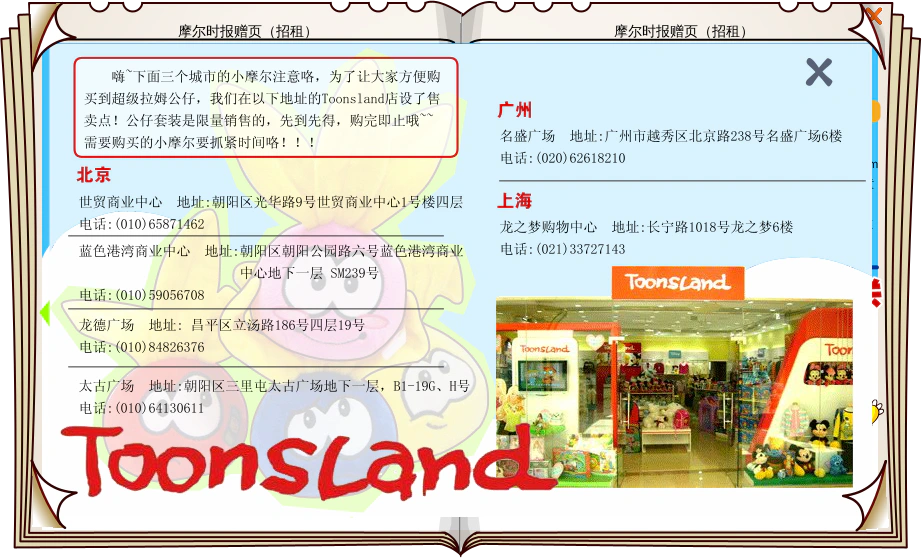 摩尔时报赠页（招租）
嗨~下面三个城市的小摩尔注意咯，为了让大家方便购
买到超级拉姆公仔，我们在以下地址的Toonsland店设了售
卖点！公仔套装是限量销售的，先到先得，购完即止哦~~
需要购买的小摩尔要抓紧时间咯！！！
北京
世贸商业中心　地址:朝阳区光华路9号世贸商业中心1号楼四层
电话:(010)65871462
蓝色港湾商业中心　地址:朝阳区朝阳公园路六号蓝色港湾商业
中心地下一层 SM239号
电话:(010)59056708
龙德广场　地址: 昌平区立汤路186号四层19号
电话:(010)84826376
太古广场　地址:朝阳区三里屯太古广场地下一层，B1-19G、H号
电话:(010)64130611
Toonsland
摩尔时报赠页（招租）
广州
名盛广场　地址:广州市越秀区北京路238号名盛广场6楼
电话:(020)62618210
上海
龙之梦购物中心　地址:长宁路1018号龙之梦6楼
电话:(021)33727143
Toonsland
Toonsland